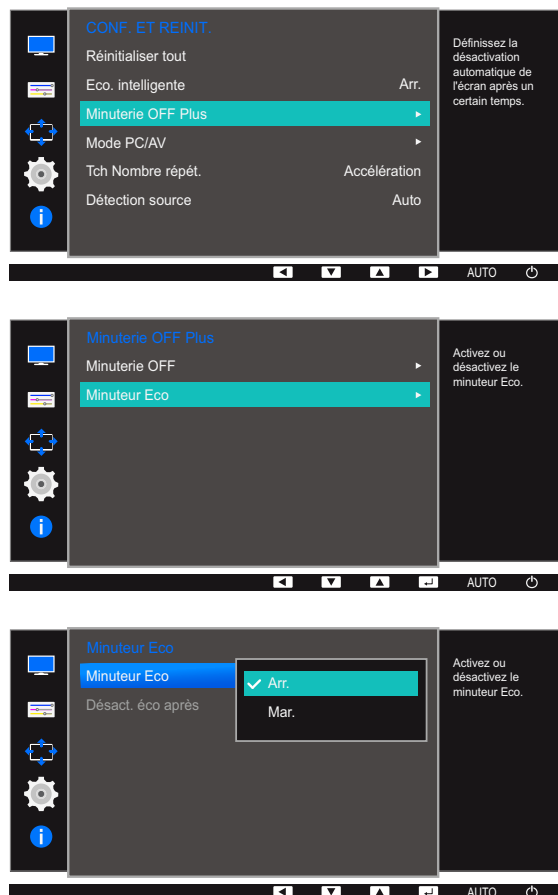 CONF. ET REINIT.
Réinitialiser tout
Eco. intelligente Arr.
Minuterie OFF Plus
Mode PC/AV
Tch Nombre répét. Accélération
Détection source Auto
Définissez la
désactivation
automatique de
l'écran après un
certain temps.
AUTO
Minuterie OFF Plus
Minuterie OFF
Minuteur Eco
Activez ou
désactivez le
minuteur Eco.
AUTO
Minuteur Eco
Minuteur Eco
Désact. éco après
Arr.
Mar.
Activez ou
désactivez le
minuteur Eco.
AUTO